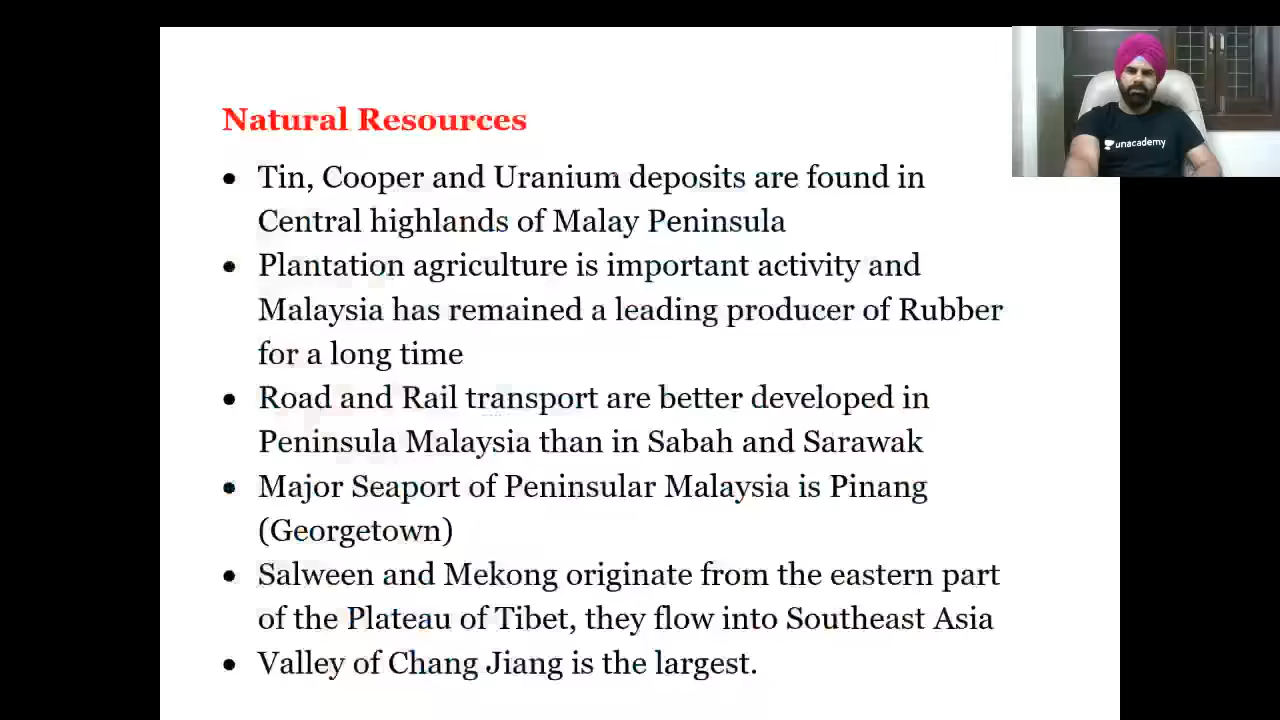 Natural Resources
• Tin, Cooper and Uranium deposits are found in
Central highlands of Malay Peninsula
• Plantation agriculture is important activity and
Malaysia has remained a leading producer of Rubber
for a long time
• Road and Rail transport are better developed in
Peninsula Malaysia than in Sabah and Sarawak
• Major Seaport of Peninsular Malaysia is Pinang
(Georgetown)
• Salween and Mekong originate from the eastern part
of the Plateau of Tibet, they flow into Southeast Asia
• Valley of Chang Jiang is the largest.
unacademy